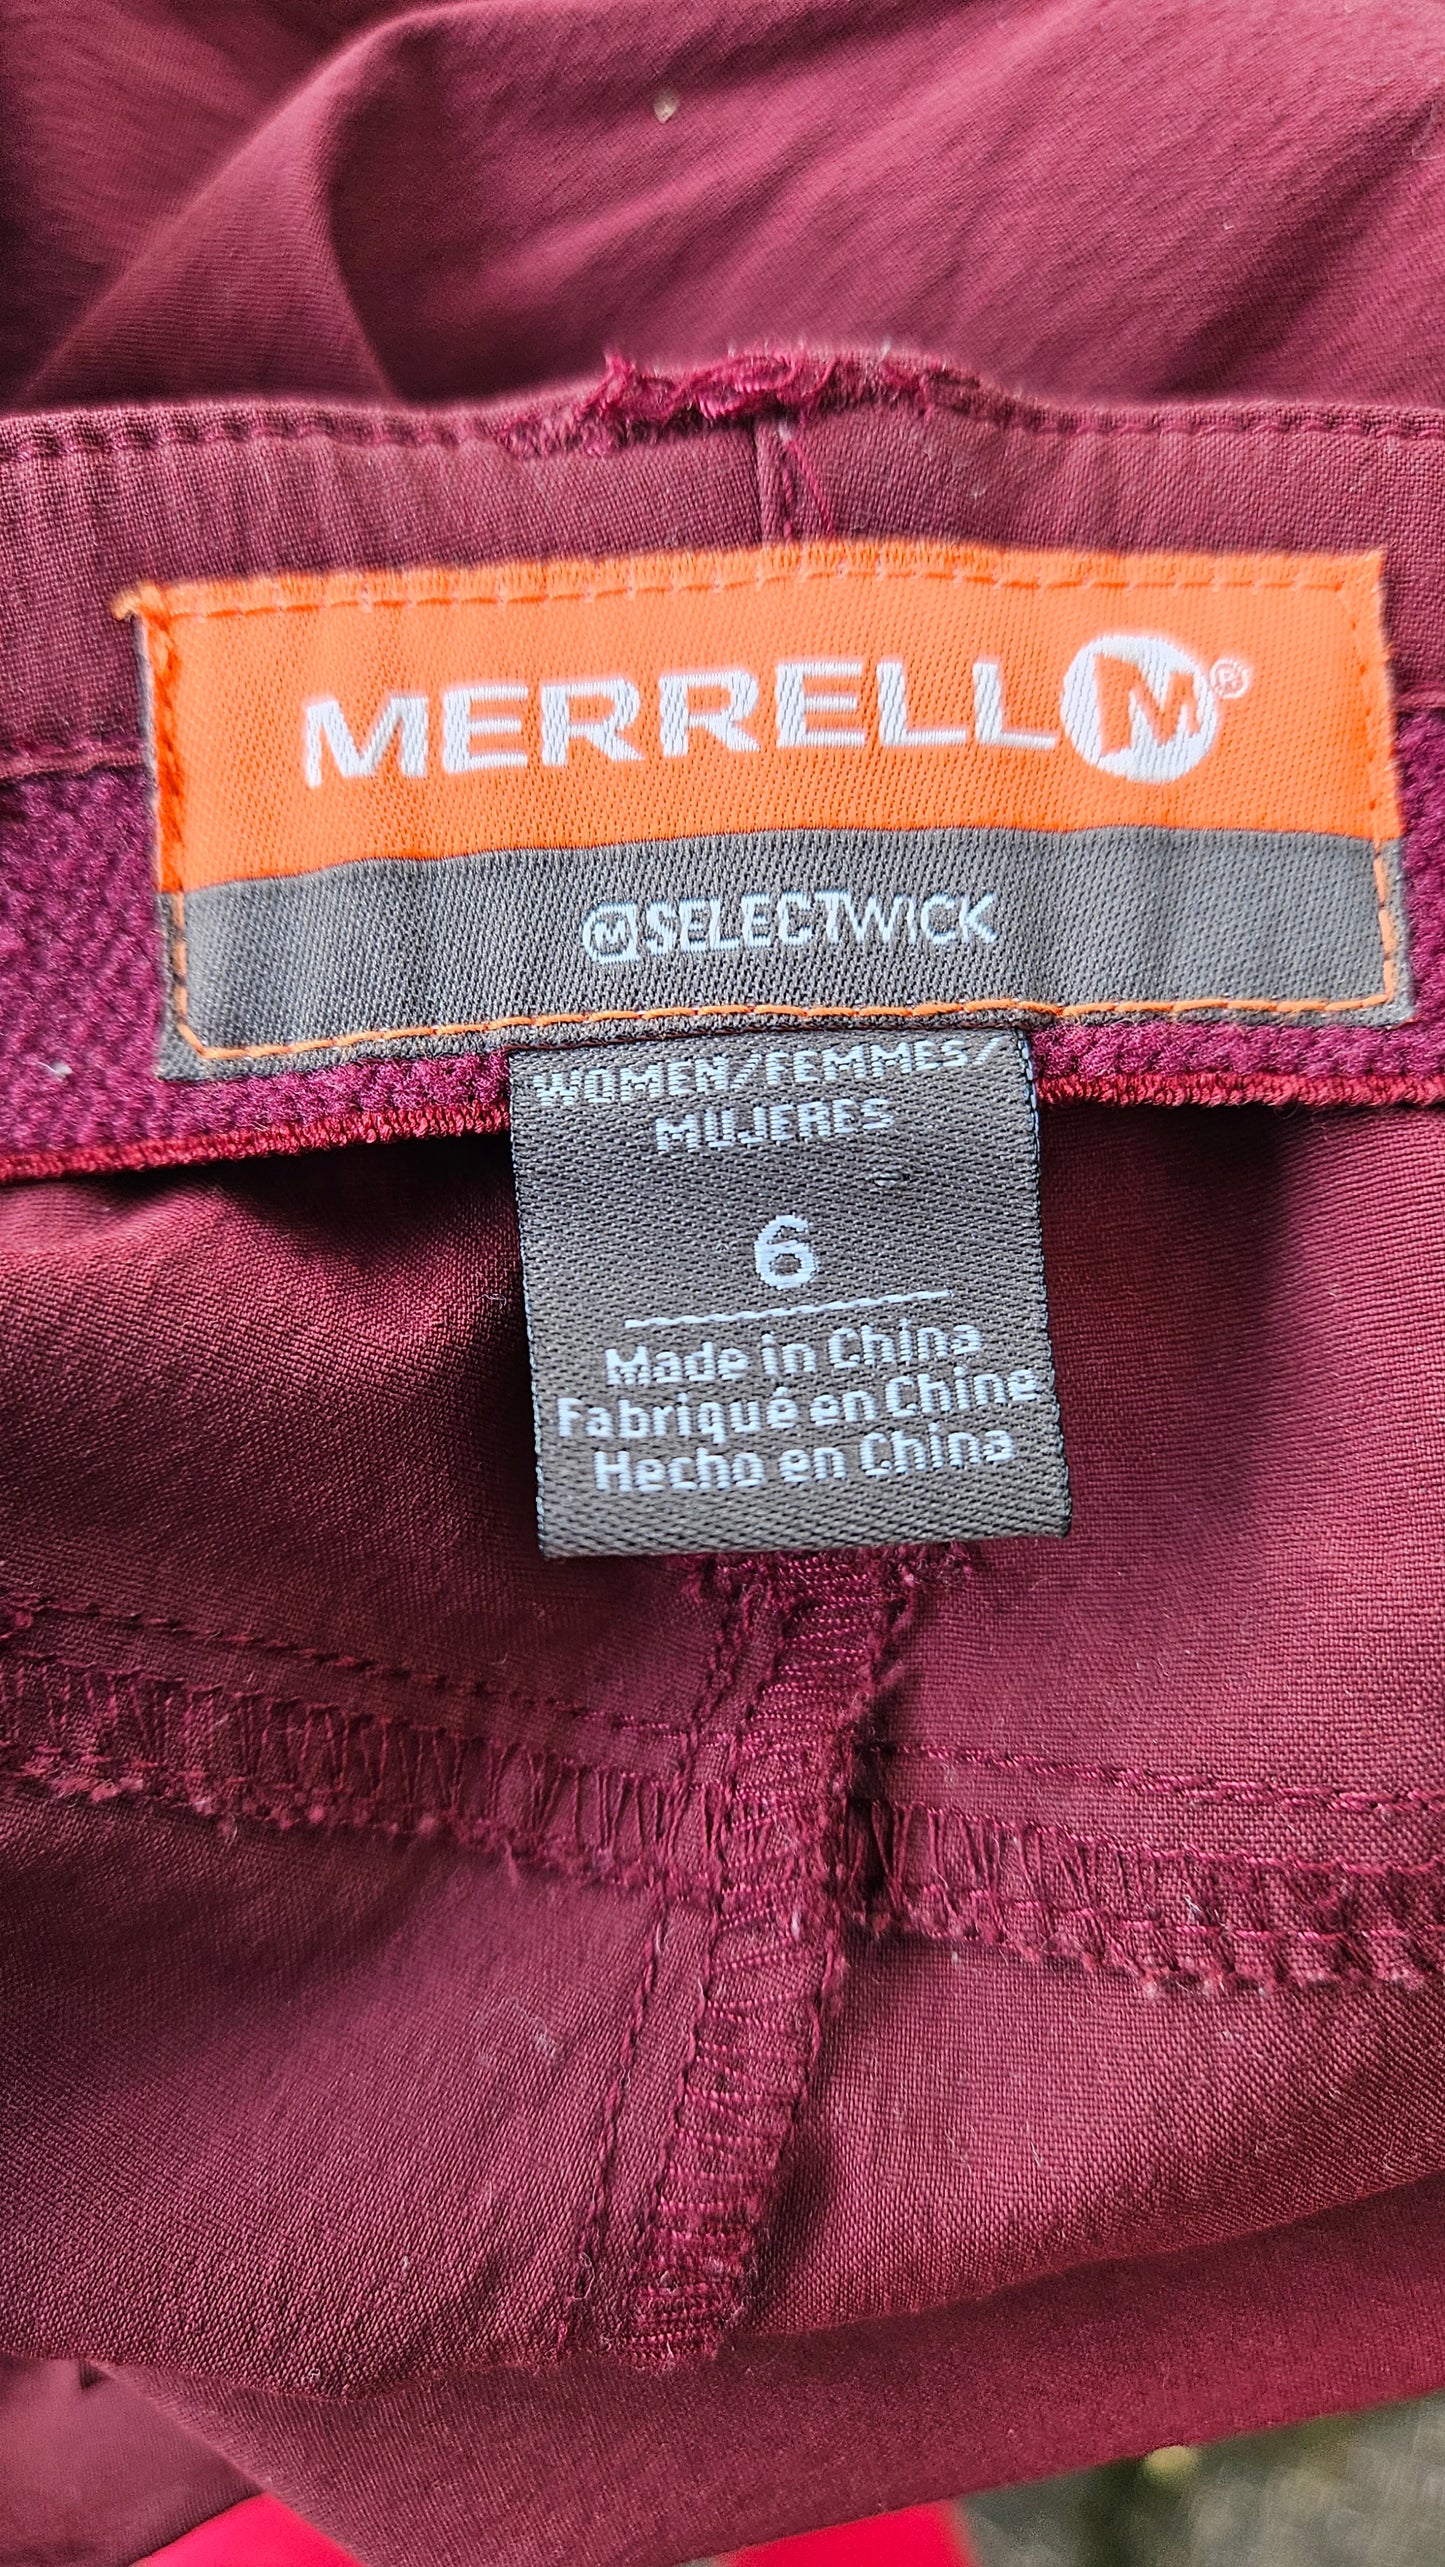 MERRELL M®
M SELECTWICK
WOMEN/FEMMES/
MUJERES
6
Made in China
Fabriqué en Chine
Hecho en China